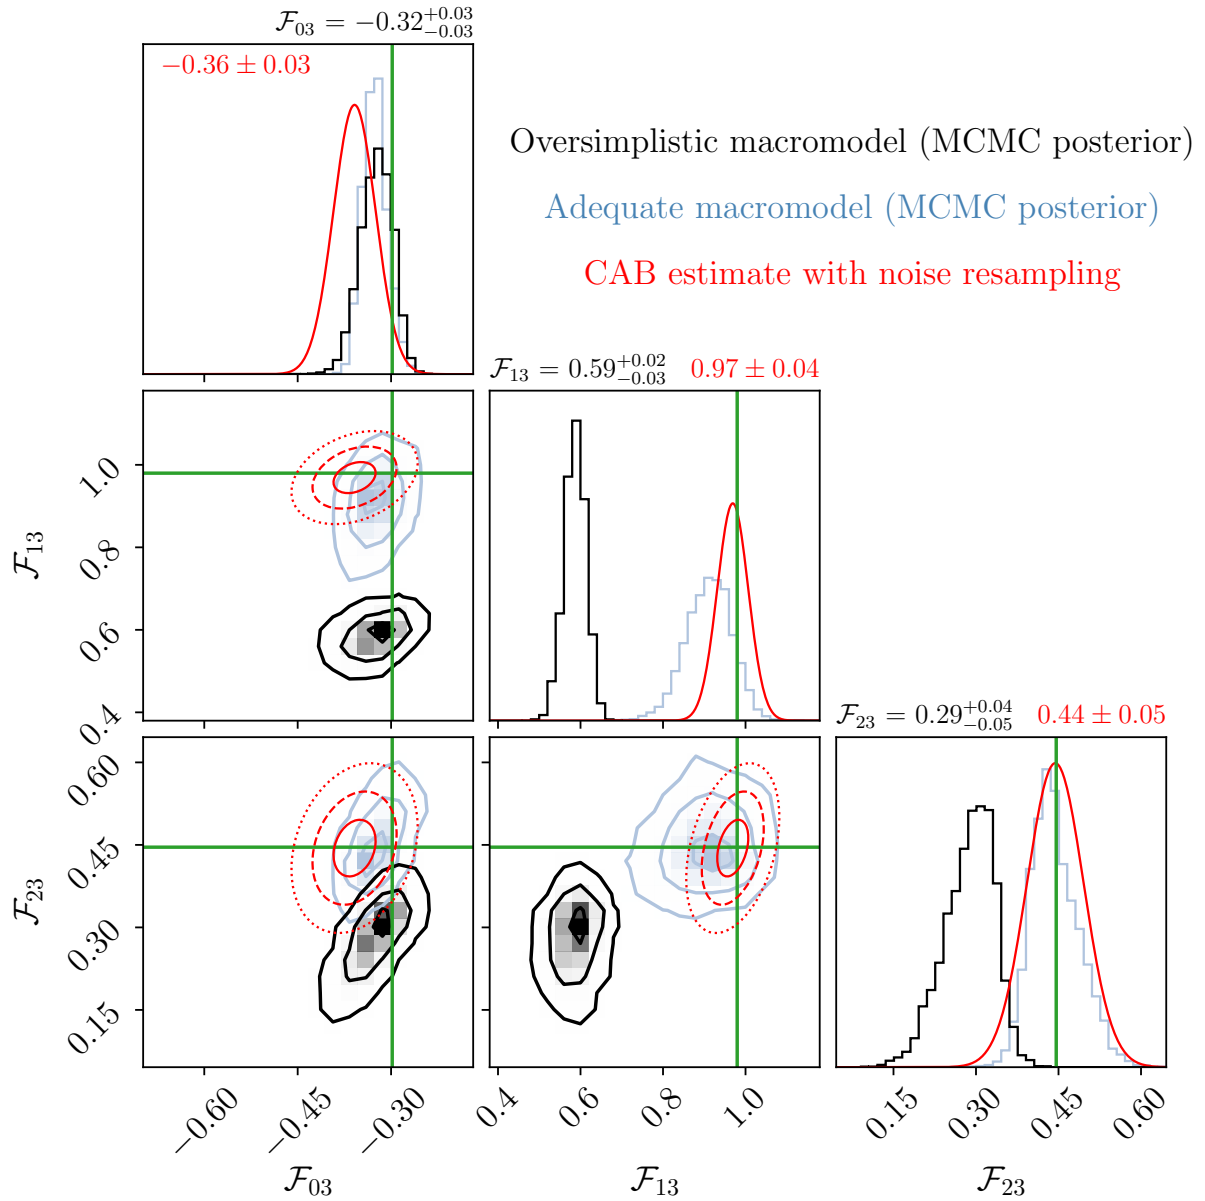 𝓕₀₃ = −0.32⁺⁰·⁰³₋₀.₀₃
−0.36 ± 0.03
Oversimplistic macromodel (MCMC posterior)
Adequate macromodel (MCMC posterior)
CAB estimate with noise resampling
𝓕₁₃ = 0.59⁺⁰·⁰²₋₀.₀₃ 0.97 ± 0.04
1.0
0.8
0.6
0.4
𝓕₁₃
𝓕₂₃ = 0.29⁺⁰·⁰⁴₋₀.₀₅ 0.44 ± 0.05
0.60
0.45
0.30
0.15
𝓕₂₃
−0.60 −0.45 −0.30
0.4 0.6 0.8 1.0
0.15 0.30 0.45 0.60
𝓕₀₃ 𝓕₁₃ 𝓕₂₃